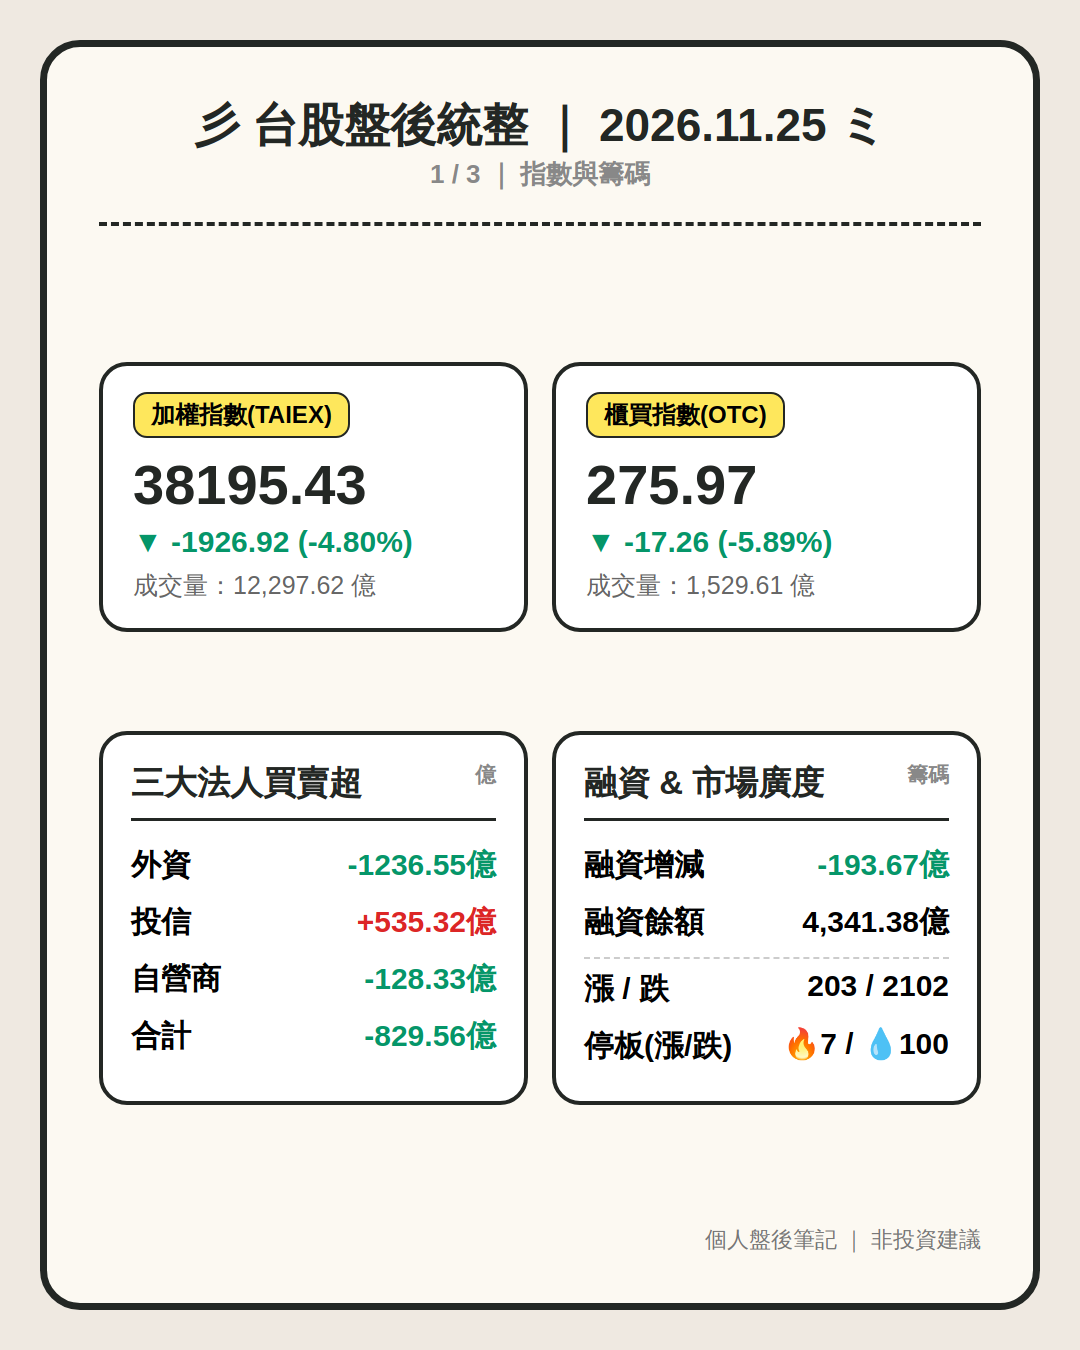 彡 台股盤後統整 ｜ 2026.11.25 ミ
1 / 3 ｜ 指數與籌碼
加權指數(TAIEX)
38195.43
▼ -1926.92 (-4.80%)
成交量：12,297.62 億
櫃買指數(OTC)
275.97
▼ -17.26 (-5.89%)
成交量：1,529.61 億
三大法人買賣超 億
外資 -1236.55億
投信 +535.32億
自營商 -128.33億
合計 -829.56億
融資 & 市場廣度 籌碼
融資增減 -193.67億
融資餘額 4,341.38億
漲 / 跌 203 / 2102
停板(漲/跌) 🔥7 / 💧100
個人盤後筆記 ｜ 非投資建議